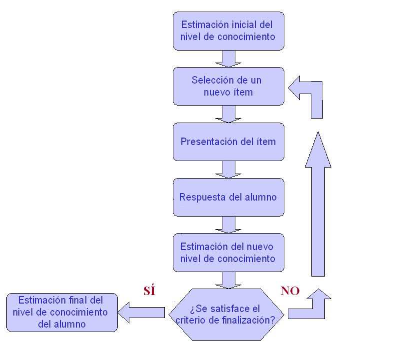 Estimación inicial del
nivel de conocimiento
Selección de un
nuevo ítem
Presentación del ítem
Respuesta del alumno
Estimación del nuevo
nivel de conocimiento
SÍ
NO
¿Se satisface el
criterio de finalización?
Estimación final del
nivel de conocimiento
del alumno